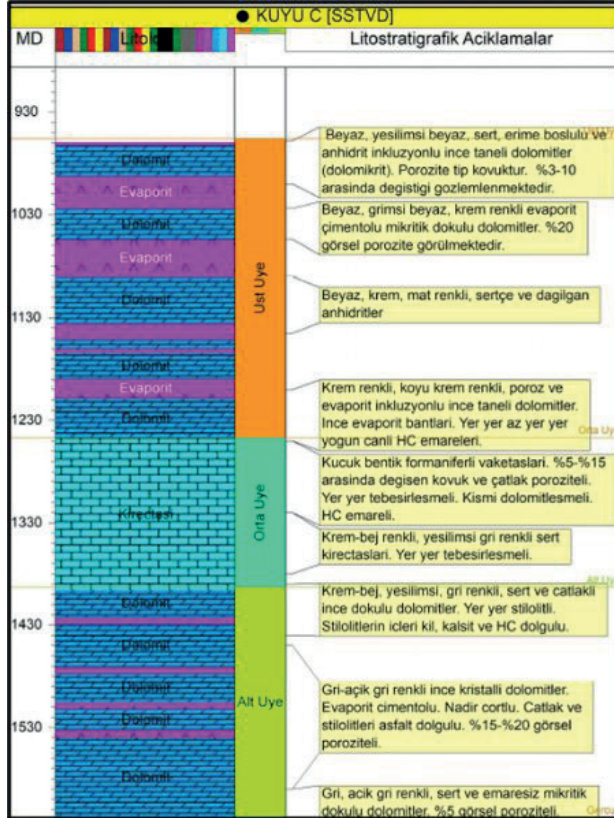 KUYU C [SSTVD]
MD
Litostratigrafik Aciklamalar
930
1030
1130
1230
1330
1430
1530
Dolomit
Evaporit
Dolomit
Evaporit
Dolomit
Dolomit
Evaporit
Dolomit
Kirectasi
Dolomit
Dolomit
Dolomit
Dolomit
Dolomit
Ust Uye
Orta Uye
Alt Uye
Beyaz, yesilimsi beyaz, sert, erime boslulu ve
anhidrit inkluzyonlu ince taneli dolomitler
(dolomikrit). Porozite tip kovuktur. %3-10
arasinda degistigi gozlemlenmektedir.
Beyaz, grimsi beyaz, krem renkli evaporit
çimentolu mikritik dokulu dolomitler. %20
görsel porozite görülmektedir.
Beyaz, krem, mat renkli, sertçe ve dagilgan
anhidritler
Krem renkli, koyu krem renkli, poroz ve
evaporit inkluzyonlu ince taneli dolomitler.
Ince evaporit bantlari. Yer yer az yer yer
yogun canli HC emareleri.
Orta Uye
Kucuk bentik formaniferli vaketaslari. %5-%15
arasinda degisen kovuk ve çatlak poroziteli.
Yer yer tebesirlesmeli. Kismi dolomitlesmeli.
HC emareli.
Krem-bej renkli, yesilimsi gri renkli sert
kirectaslari. Yer yer tebesirlesmeli.
Alt Uy
Krem-bej, yesilimsi, gri renkli, sert ve catlakli
ince dokulu dolomitler. Yer yer stilolitli.
Stilolitlerin icleri kil, kalsit ve HC dolgulu.
Gri-açik gri renkli ince kristalli dolomitler.
Evaporit cimentolu. Nadir cortlu. Catlak ve
stilolitleri asfalt dolgulu. %15-%20 görsel
poroziteli.
Gri, acik gri renkli, sert ve emaresiz mikritik
dokulu dolomitler. %5 görsel poroziteli.